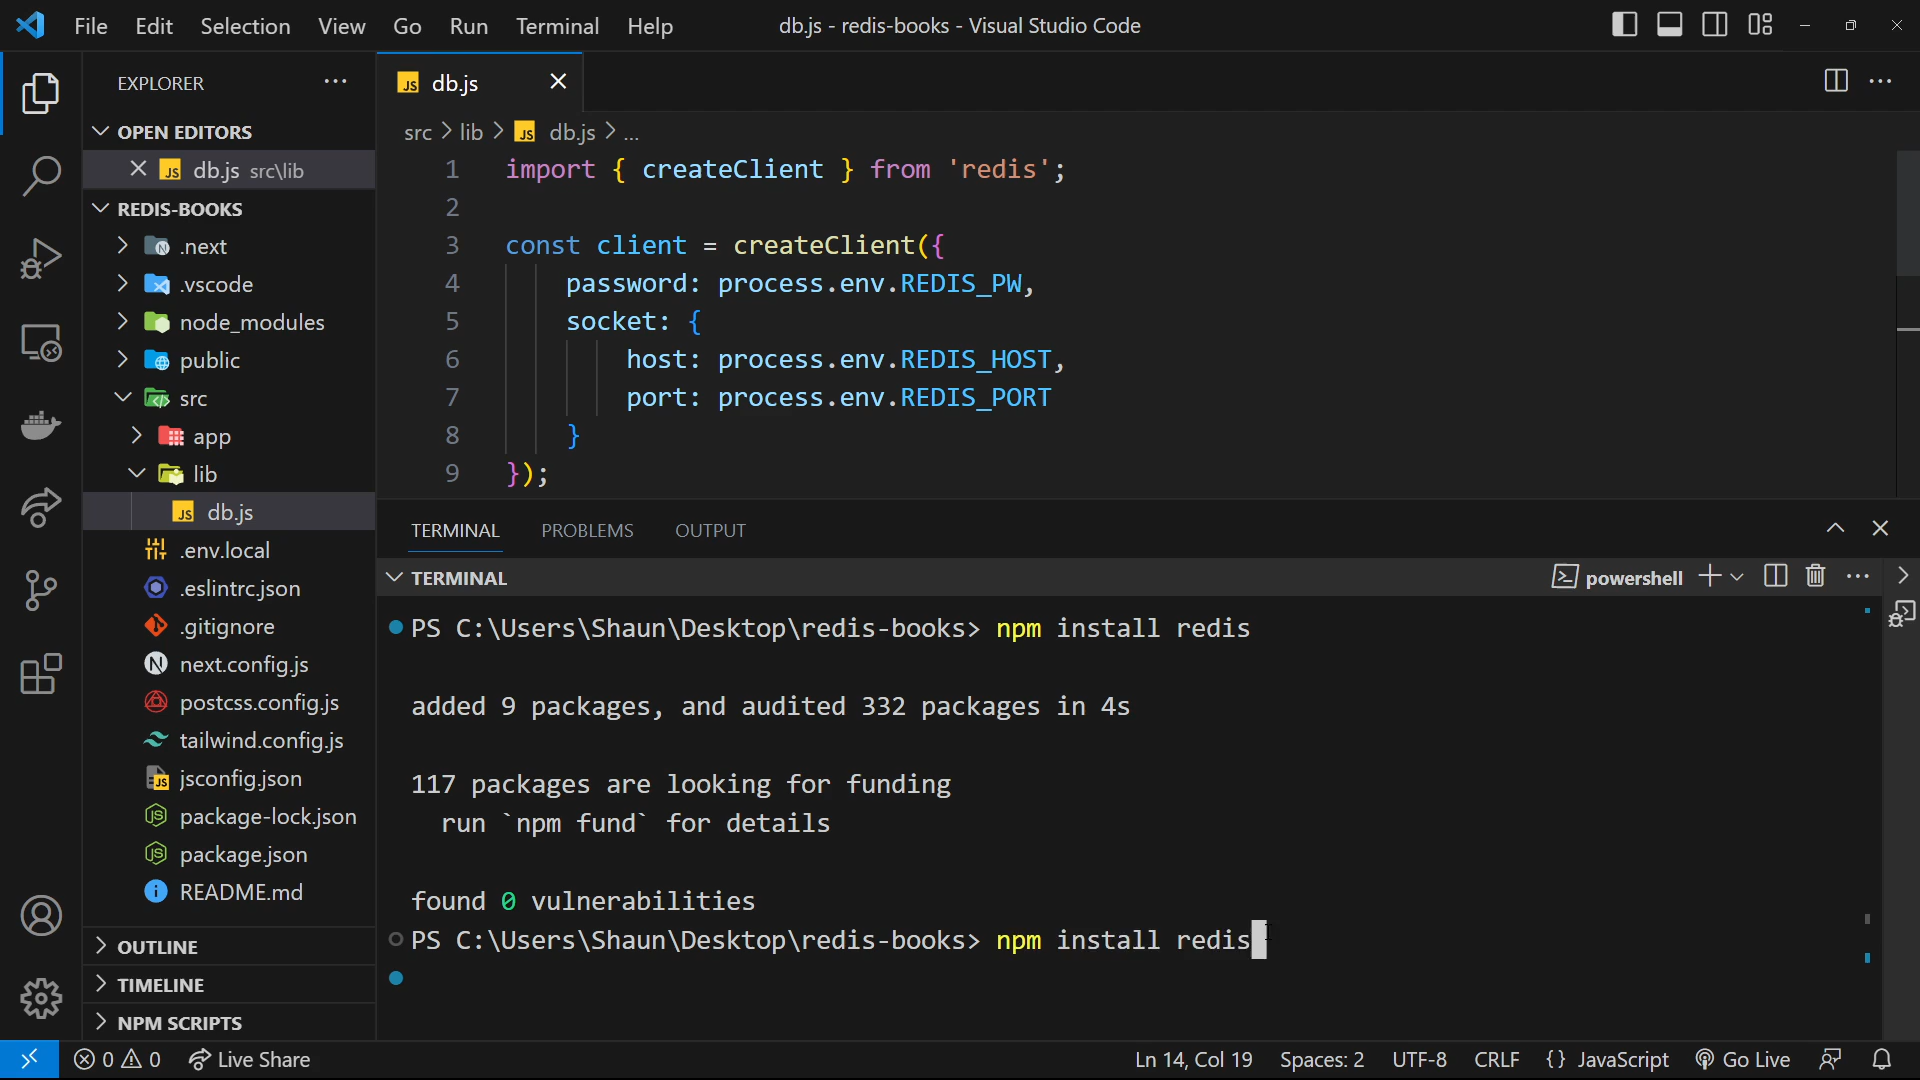 File Edit Selection View Go Run Terminal Help
db.js - redis-books - Visual Studio Code
EXPLORER
OPEN EDITORS
JS db.js src\lib
REDIS-BOOKS
.next
.vscode
node_modules
public
src
app
lib
JS db.js
.env.local
.eslintrc.json
.gitignore
next.config.js
postcss.config.js
tailwind.config.js
jsconfig.json
package-lock.json
package.json
README.md
OUTLINE
TIMELINE
NPM SCRIPTS
JS db.js
src > lib > JS db.js > ...
1 import { createClient } from 'redis';
2
3 const client = createClient({
4 password: process.env.REDIS_PW,
5 socket: {
6 host: process.env.REDIS_HOST,
7 port: process.env.REDIS_PORT
8 }
9 });
TERMINAL PROBLEMS OUTPUT
TERMINAL
powershell
PS C:\Users\Shaun\Desktop\redis-books> npm install redis
added 9 packages, and audited 332 packages in 4s
117 packages are looking for funding
run `npm fund` for details
found 0 vulnerabilities
PS C:\Users\Shaun\Desktop\redis-books> npm install redis
0 0 Live Share
Ln 14, Col 19 Spaces: 2 UTF-8 CRLF {} JavaScript Go Live